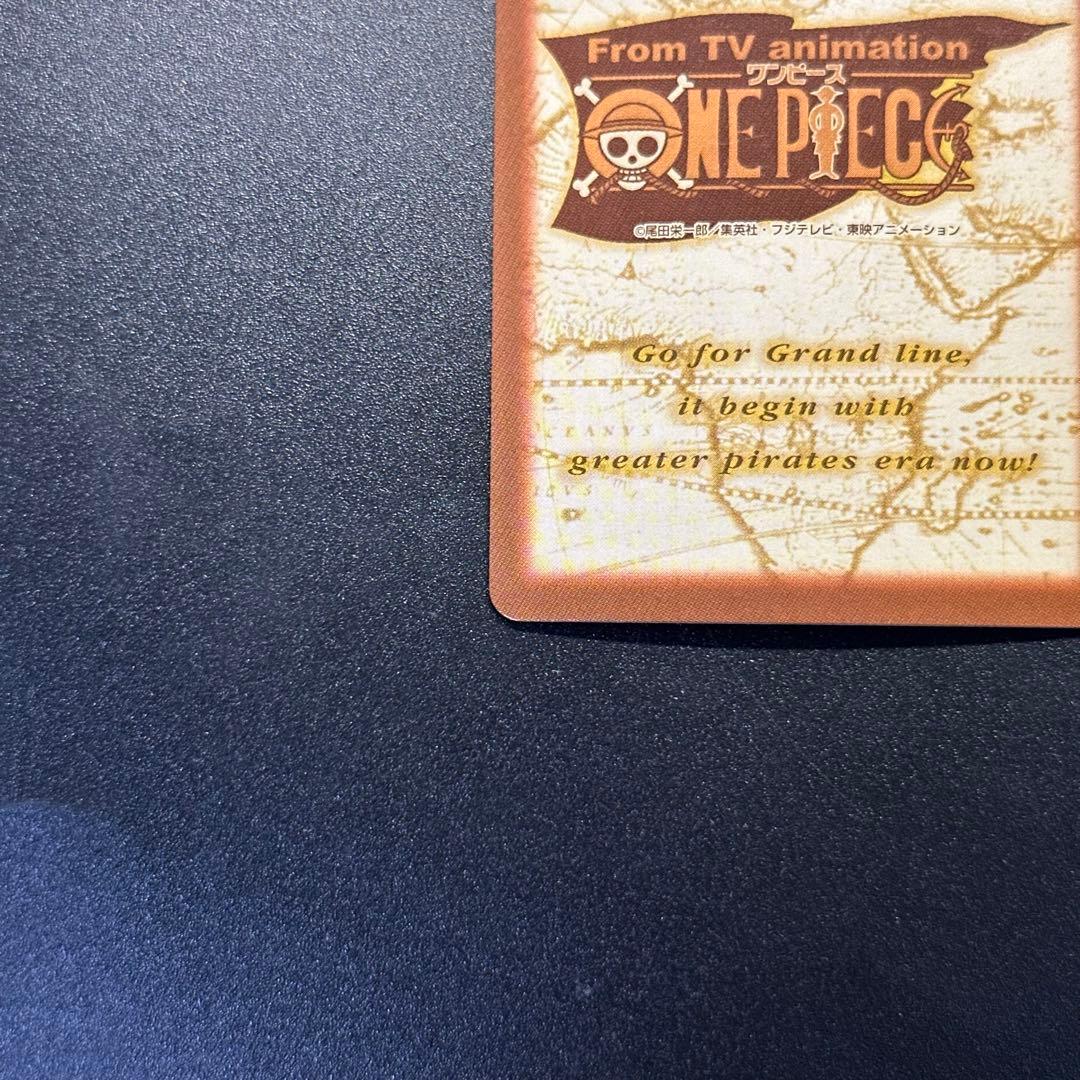 From TV animation
ワンピース
ONE PIECE
©尾田栄一郎/集英社・フジテレビ・東映アニメーション
Go for Grand line,
it begin with
greater pirates era now!